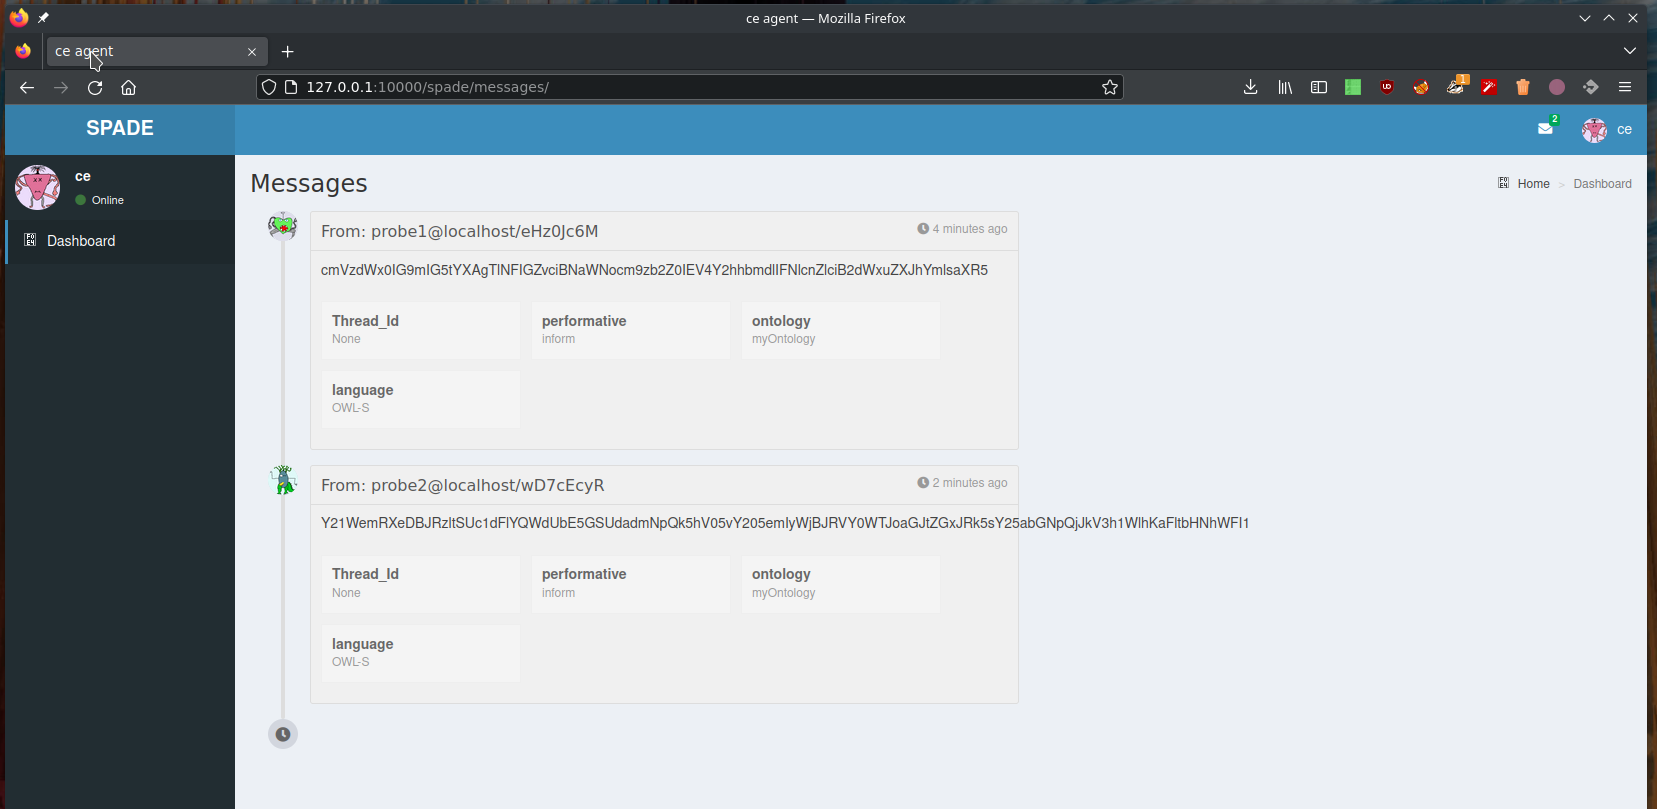 ce agent — Mozilla Firefox
ce agent
127.0.0.1:10000/spade/messages/
1
SPADE
2
ce
ce
Online
Dashboard
Messages
Home > Dashboard
From: probe1@localhost/eHz0Jc6M
4 minutes ago
cmVzdWx0IG9mIG5tYXAgTlNFIGZvciBNaWNocm9zb2Z0IEV4Y2hhbmdlIFNlcnZlciB2dWxuZXJhYmlsaXR5
Thread_Id
None
performative
inform
ontology
myOntology
language
OWL-S
From: probe2@localhost/wD7cEcyR
2 minutes ago
Thread_Id
None
performative
inform
ontology
myOntology
language
OWL-S